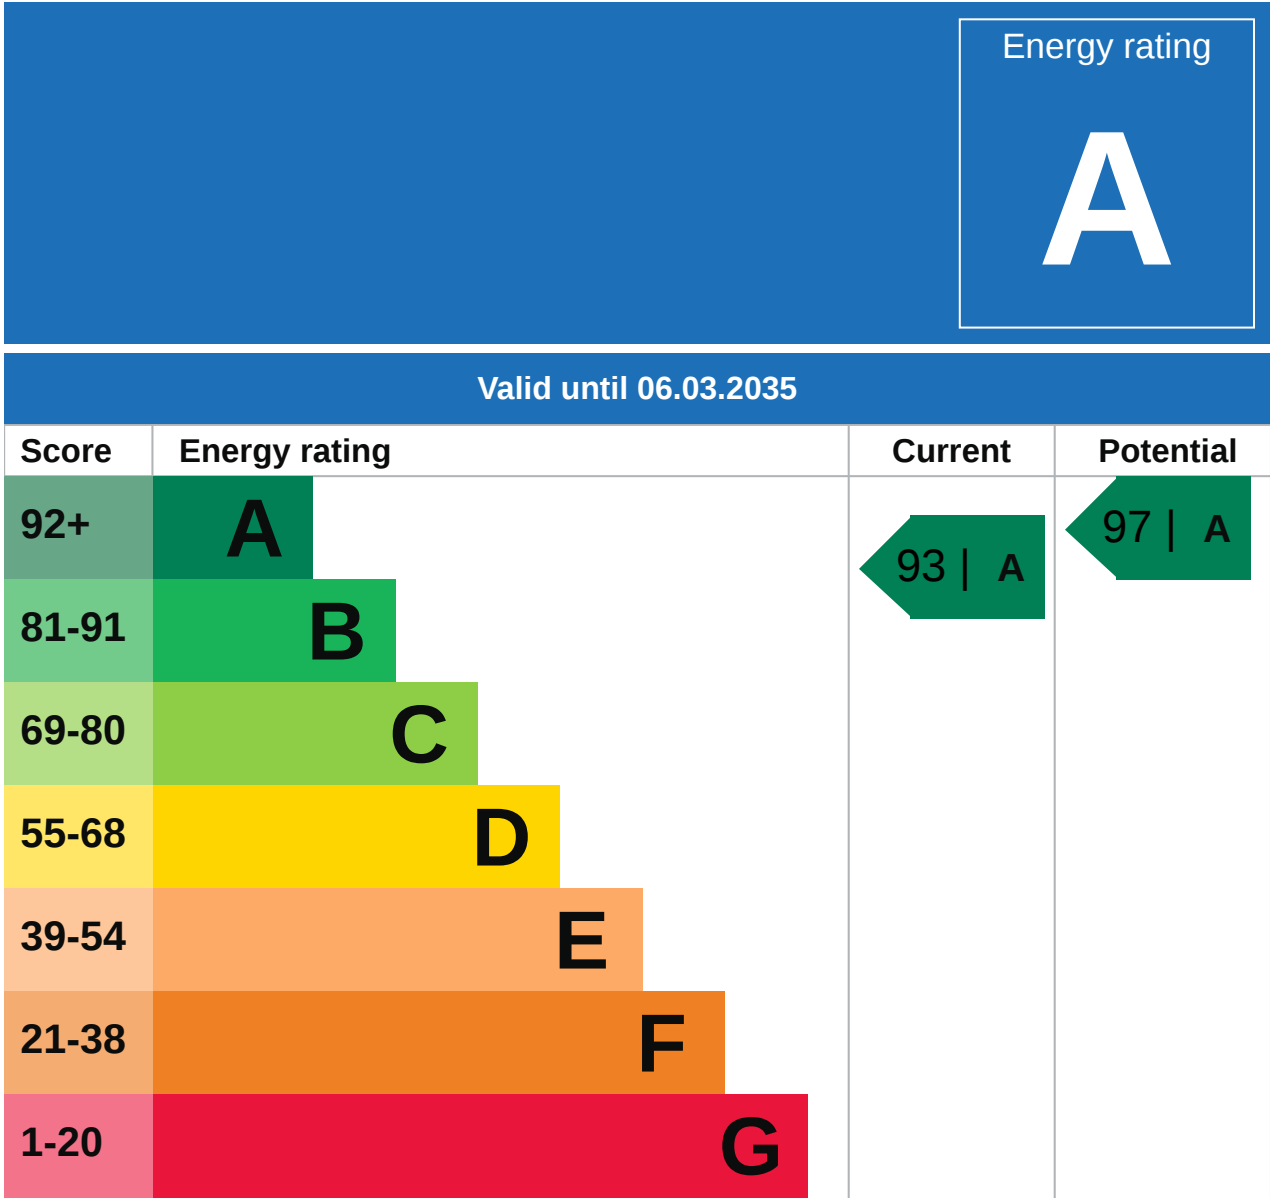 Energy rating
A
Valid until 06.03.2035
Score Energy rating Current Potential
92+ A 93 | A 97 | A
81-91 B
69-80 C
55-68 D
39-54 E
21-38 F
1-20 G